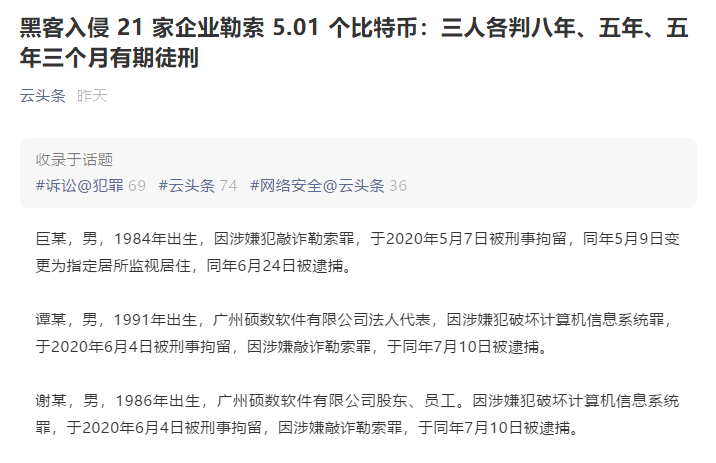 黑客入侵 21 家企业勒索 5.01 个比特币：三人各判八年、五年、五
年三个月有期徒刑
云头条 昨天
收录于话题
#诉讼@犯罪 69 #云头条 74 #网络安全@云头条 36
巨某，男，1984年出生，因涉嫌犯敲诈勒索罪，于2020年5月7日被刑事拘留，同年5月9日变
更为指定居所监视居住，同年6月24日被逮捕。
谭某，男，1991年出生，广州硕数软件有限公司法人代表，因涉嫌犯破坏计算机信息系统罪，
于2020年6月4日被刑事拘留，因涉嫌敲诈勒索罪，于同年7月10日被逮捕。
谢某，男，1986年出生，广州硕数软件有限公司股东、员工。因涉嫌犯破坏计算机信息系统
罪，于2020年6月4日被刑事拘留，因涉嫌敲诈勒索罪，于同年7月10日被逮捕。